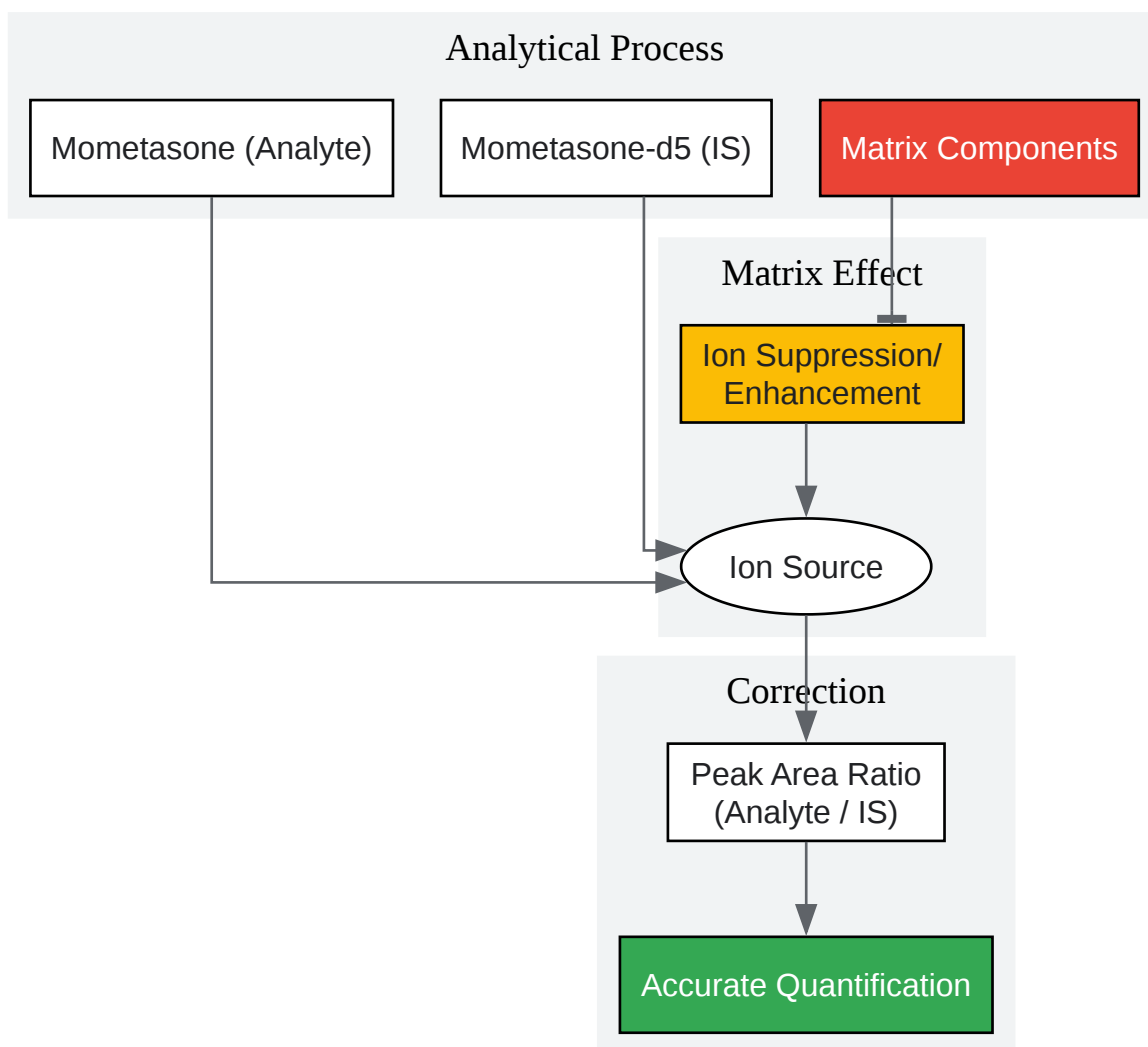 Analytical Process
Mometasone (Analyte)
Mometasone-d5 (IS)
Matrix Components
Matrix Effect
Ion Suppression/
Enhancement
Ion Source
Correction
Peak Area Ratio
(Analyte / IS)
Accurate Quantification